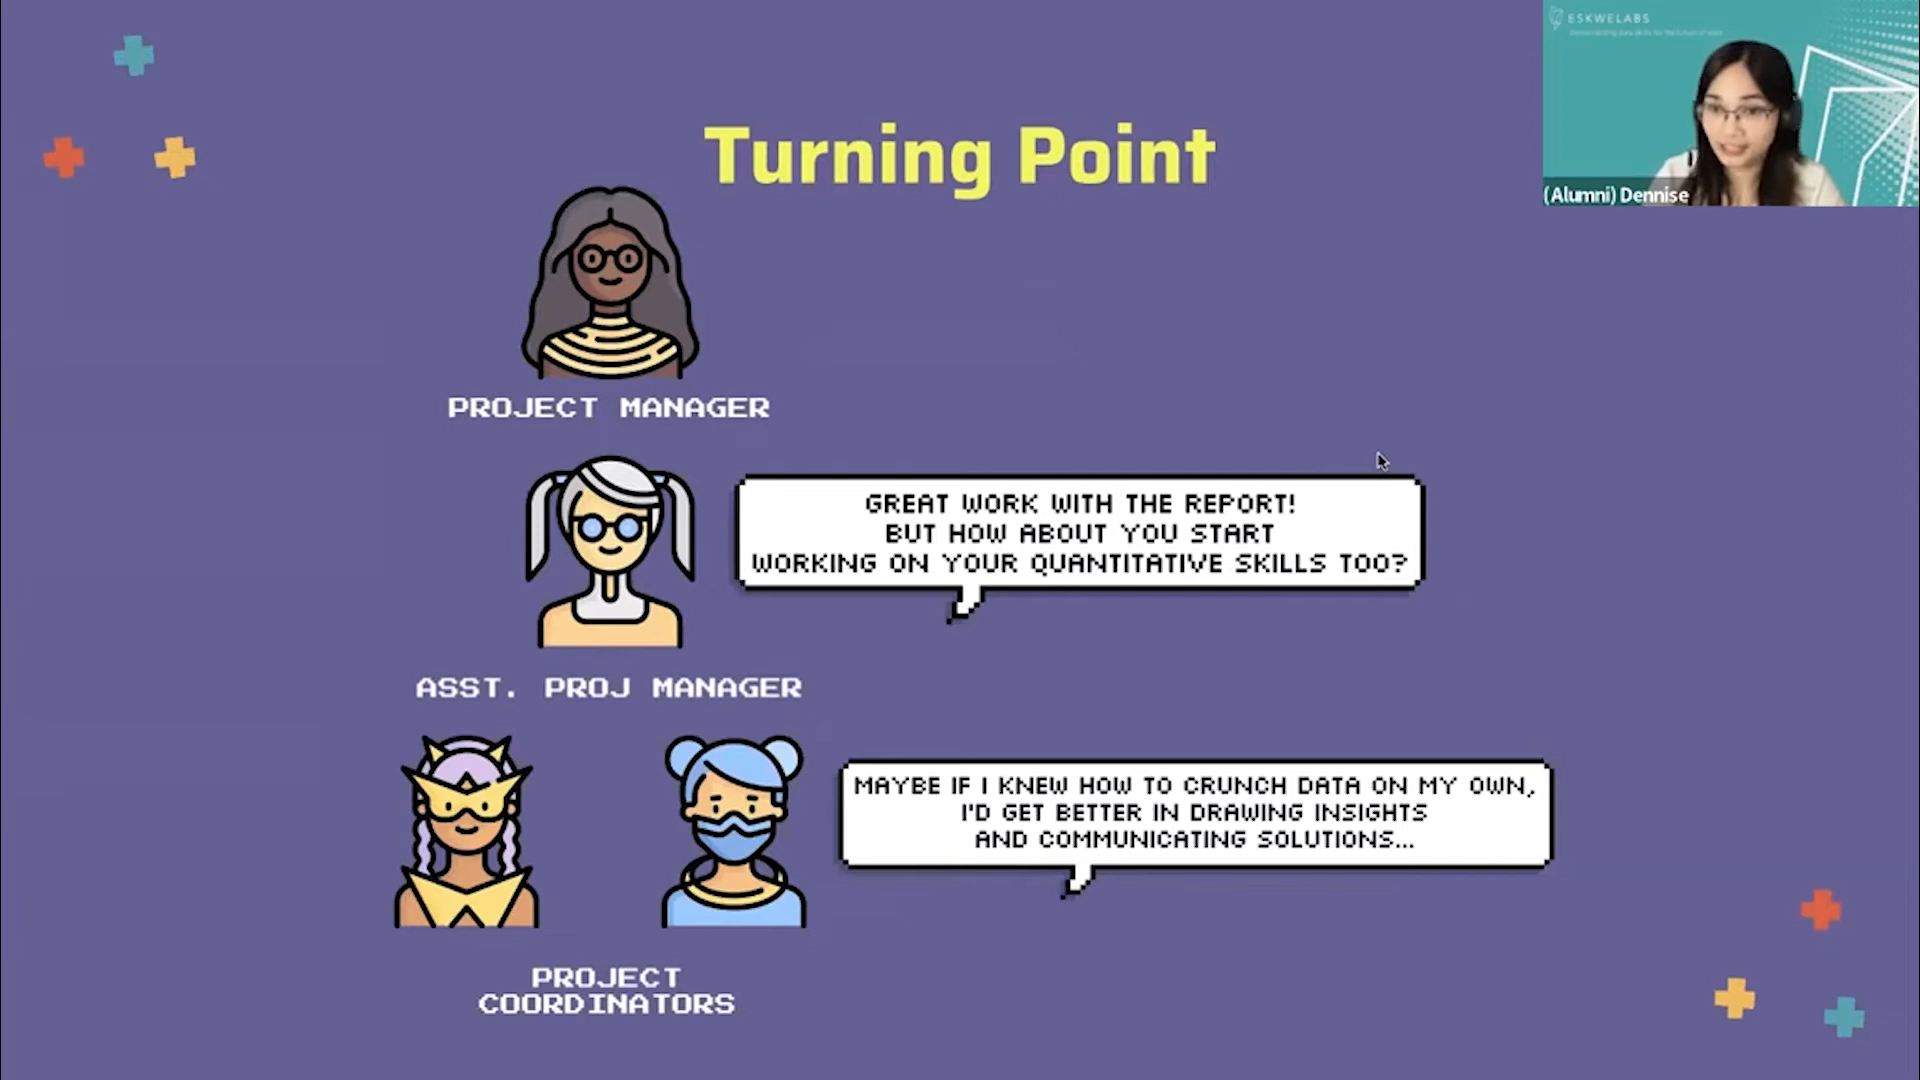 ESKWELABS
(Alumni) Dennise
Turning Point
PROJECT MANAGER
GREAT WORK WITH THE REPORT!
BUT HOW ABOUT YOU START
WORKING ON YOUR QUANTITATIVE SKILLS TOO?
ASST. PROJ MANAGER
MAYBE IF I KNEW HOW TO CRUNCH DATA ON MY OWN,
I'D GET BETTER IN DRAWING INSIGHTS
AND COMMUNICATING SOLUTIONS...
PROJECT
COORDINATORS